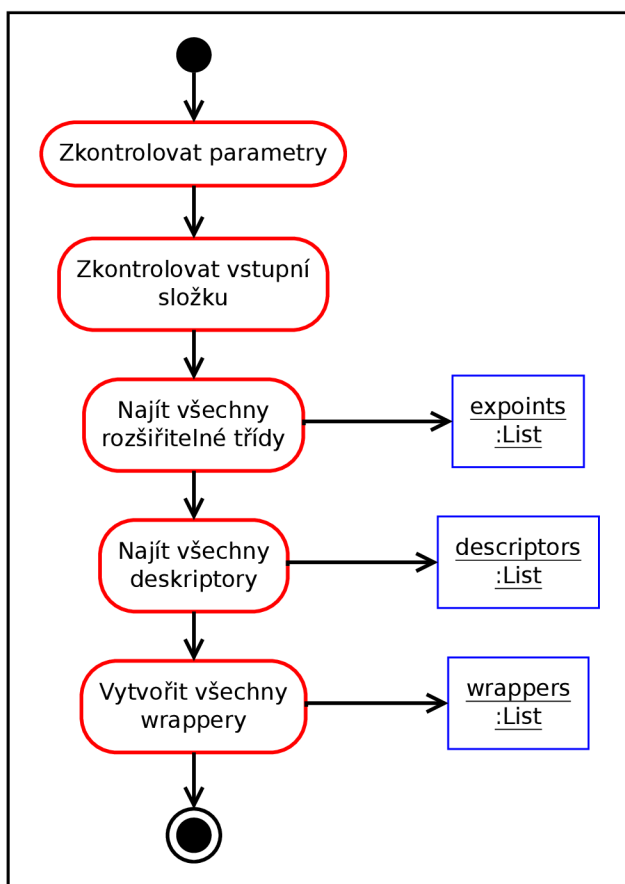 Zkontrolovat parametry
Zkontrolovat vstupní
složku
Najít všechny
rozšiřitelné třídy
expoints
:List
Najít všechny
deskriptory
descriptors
:List
Vytvořit všechny
wrappery
wrappers
:List